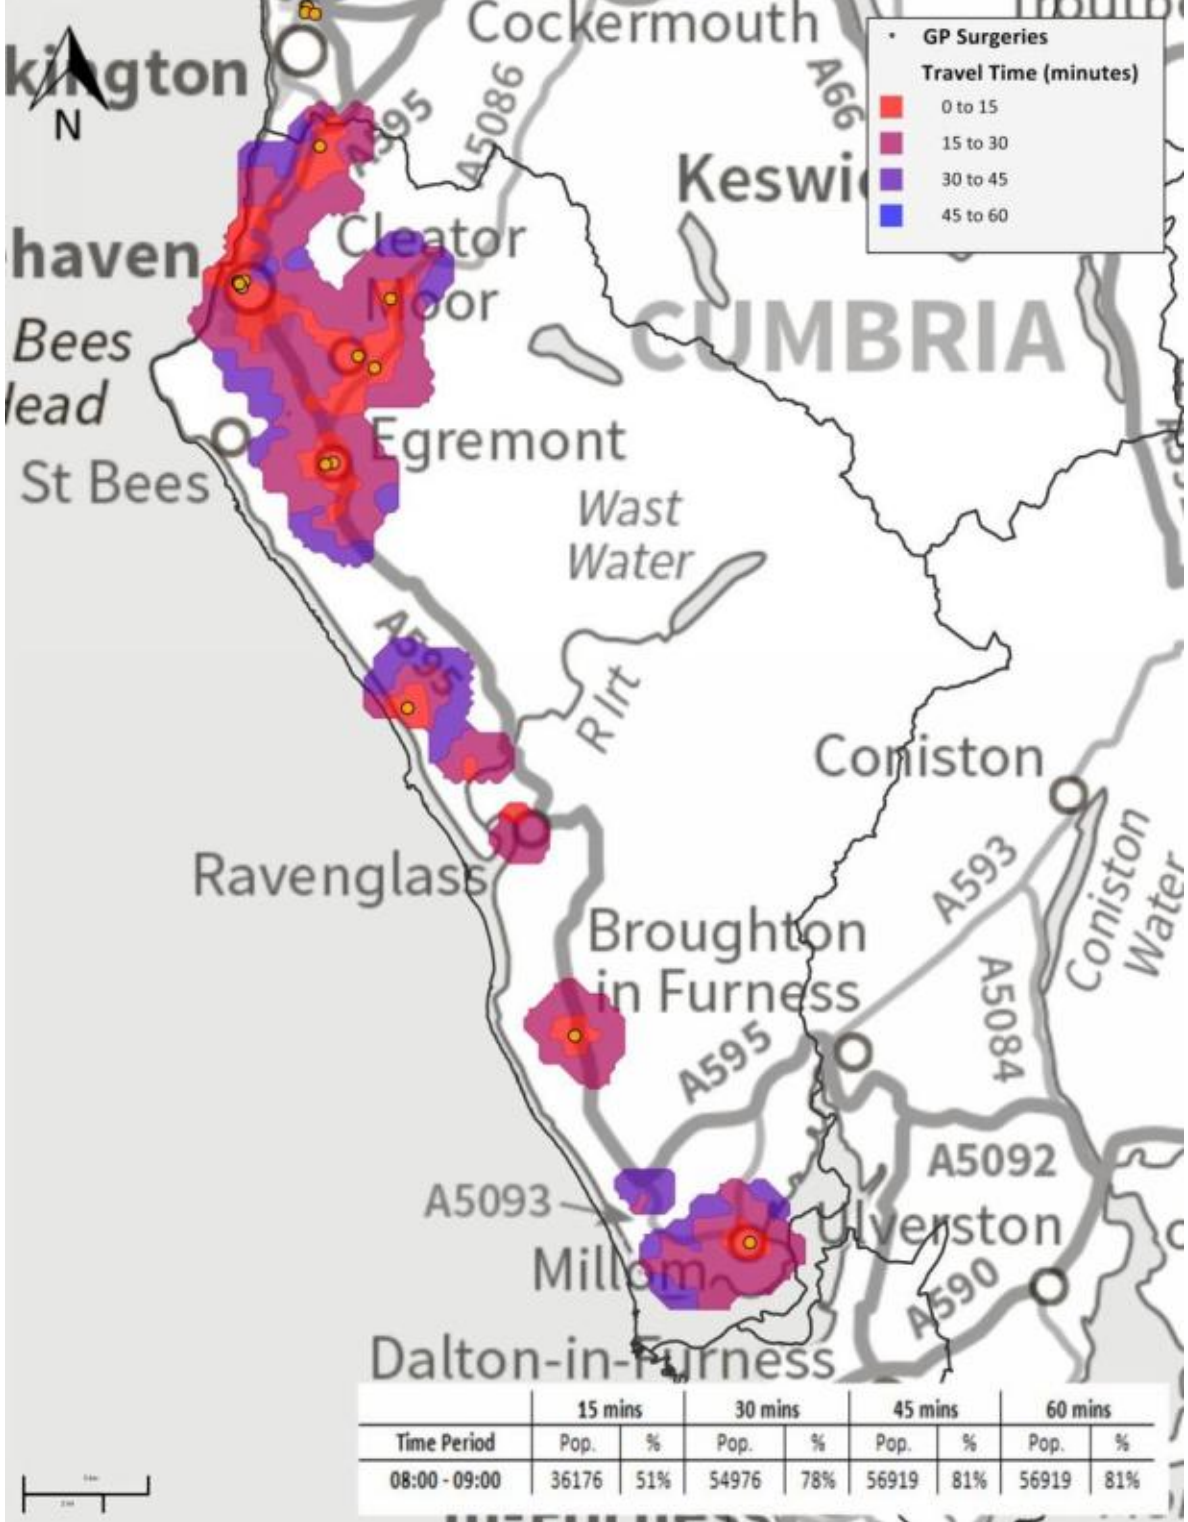 Cockermouth
Troutbe
kington
N
A595
A5086
A66
GP Surgeries
Travel Time (minutes)
0 to 15
15 to 30
30 to 45
45 to 60
Keswi
Cleator
Moor
haven
Bees
lead
CUMBRIA
Egremont
St Bees
Wast
Water
A595
R Irt
Coniston
Ravenglass
A593
Coniston
Water
Broughton
in Furness
A5084
A595
A5092
A5093
Ulverston
Millom
A590
Dalton-in-Furness
15 mins 30 mins 45 mins 60 mins
Time Period Pop. % Pop. % Pop. % Pop. %
08:00 - 09:00 36176 51% 54976 78% 56919 81% 56919 81%